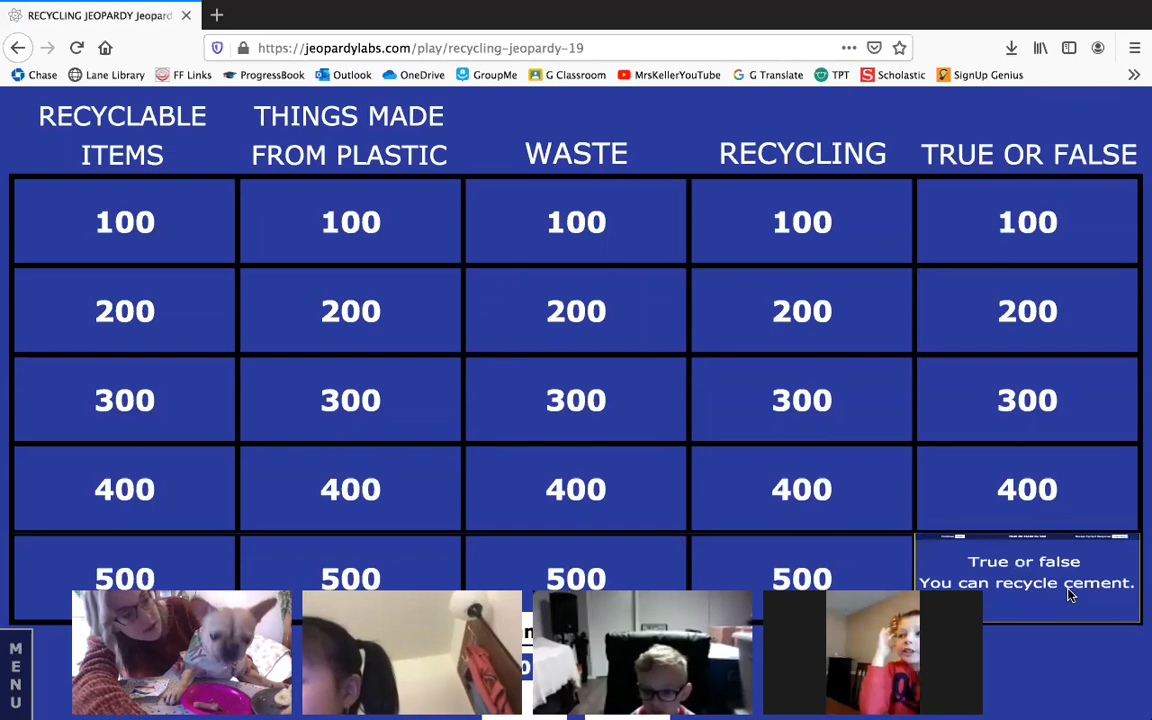 RECYCLING JEOPARDY Jeopard
https://jeopardylabs.com/play/recycling-jeopardy-19
Chase Lane Library FF Links ProgressBook Outlook OneDrive GroupMe G Classroom MrsKellerYouTube G Translate TPT Scholastic SignUp Genius
RECYCLABLE ITEMS
THINGS MADE FROM PLASTIC
WASTE
RECYCLING
TRUE OR FALSE
100 100 100 100 100
200 200 200 200 200
300 300 300 300 300
400 400 400 400 400
500 500 500 500
True or false
You can recycle cement.
MENU